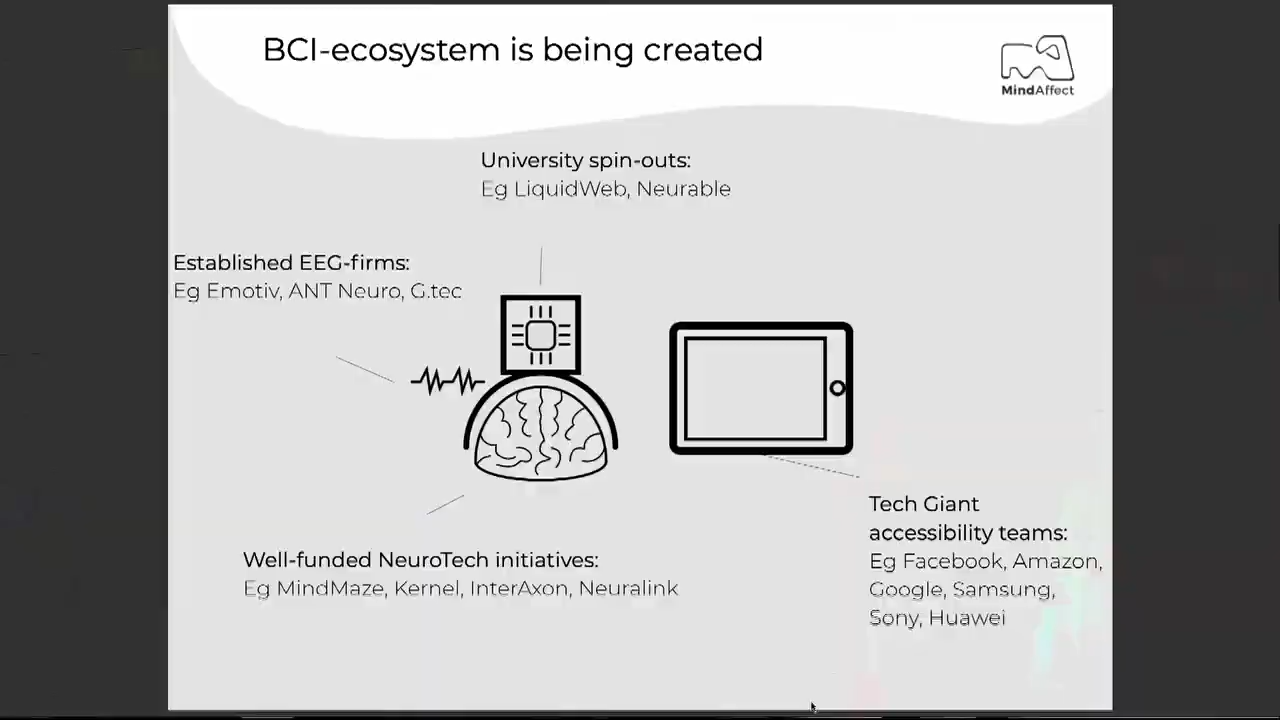 BCI-ecosystem is being created
MindAffect
University spin-outs:
Eg LiquidWeb, Neurable
Established EEG-firms:
Eg Emotiv, ANT Neuro, G.tec
Well-funded NeuroTech initiatives:
Eg MindMaze, Kernel, InterAxon, Neuralink
Tech Giant
accessibility teams:
Eg Facebook, Amazon,
Google, Samsung,
Sony, Huawei